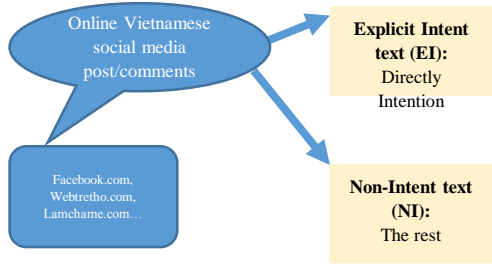 Online Vietnamese
social media
post/comments
Explicit Intent
text (EI):
Directly
Intention
Facebook.com,
Webtretho.com,
Lamchame.com…
Non-Intent text
(NI):
The rest